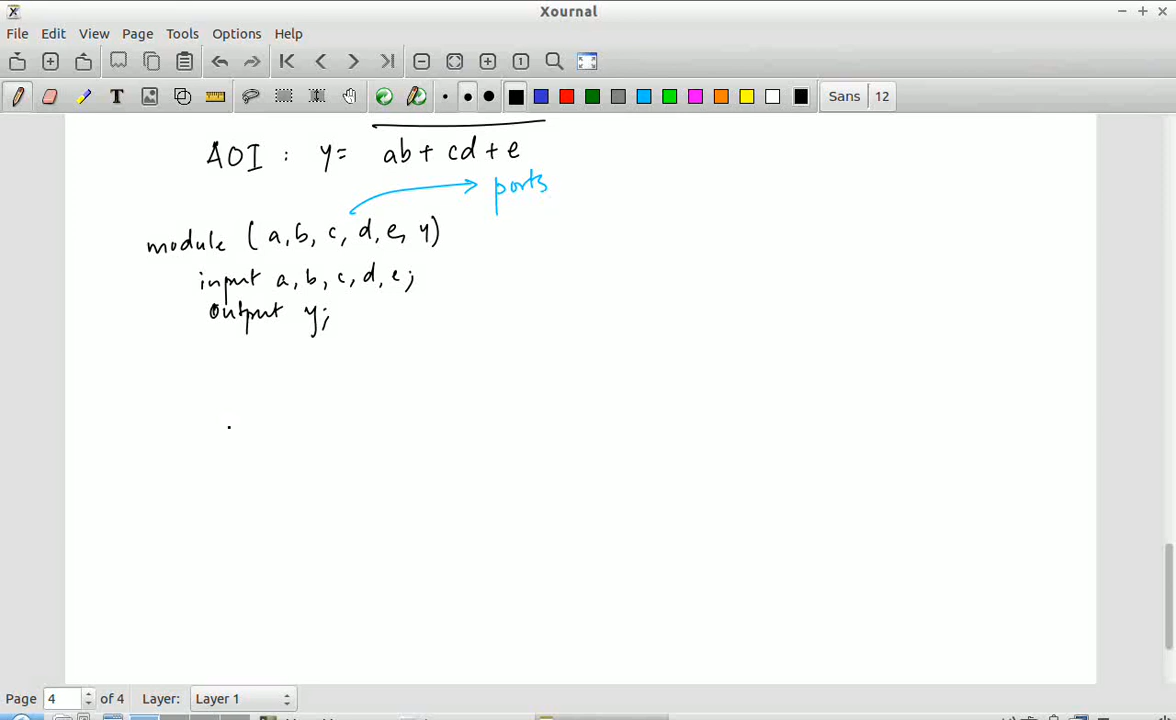 Xournal
File Edit View Page Tools Options Help
Sans 12
AOI : y = ab + cd + e
ports
module (a, b, c, d, e, y)
input a, b, c, d, e;
output y;
Page 4 of 4 Layer: Layer 1